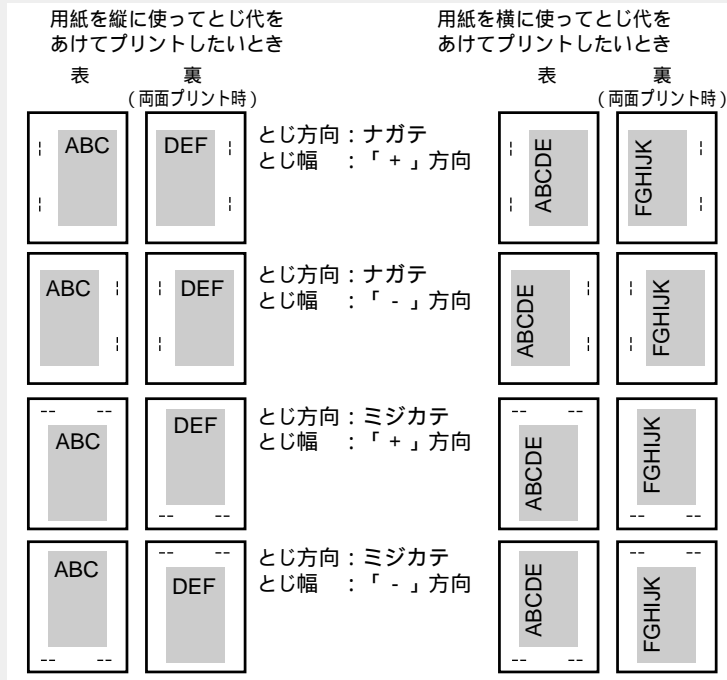 用紙を縦に使ってとじ代を
あけてプリントしたいとき
表 裏
(両面プリント時)
ABC DEF
とじ方向:ナガテ
とじ幅 :「+」方向
ABC DEF
とじ方向:ナガテ
とじ幅 :「-」方向
ABC DEF
とじ方向:ミジカテ
とじ幅 :「+」方向
ABC DEF
とじ方向:ミジカテ
とじ幅 :「-」方向
用紙を横に使ってとじ代を
あけてプリントしたいとき
表 裏
(両面プリント時)
ABCDE FGHIJK
ABCDE FGHIJK
ABCDE FGHIJK
ABCDE FGHIJK